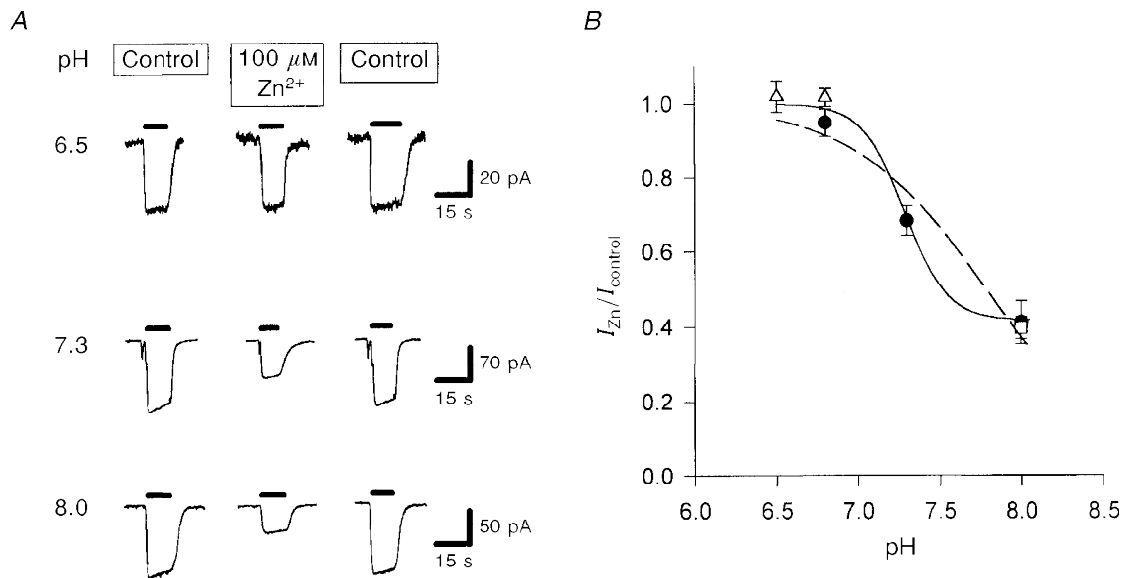 A
pH
Control
100 μM
Zn²⁺
Control
6.5
20 pA
15 s
7.3
70 pA
15 s
8.0
50 pA
15 s
B
I_Zn/I_control
1.0
0.8
0.6
0.4
0.2
0.0
6.0 6.5 7.0 7.5 8.0 8.5
pH